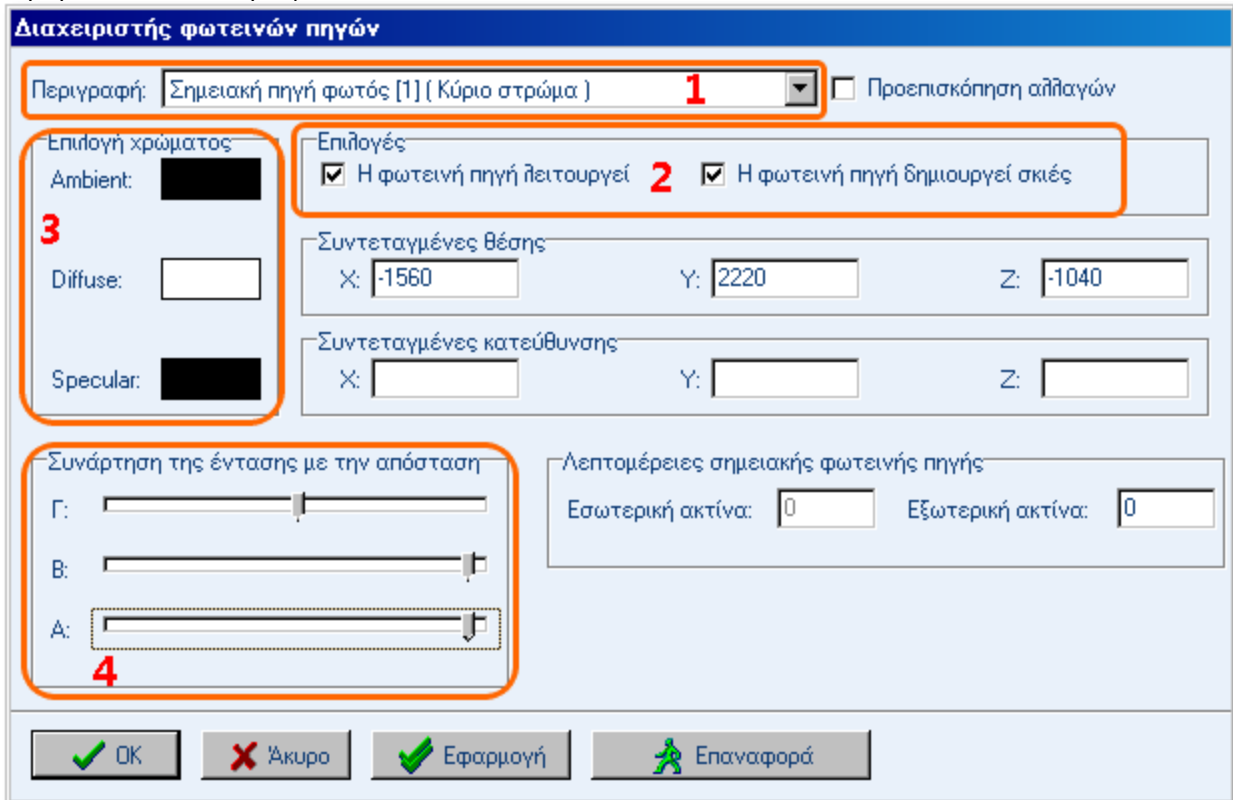 Διαχειριστής φωτεινών πηγών
Περιγραφή: Σημειακή πηγή φωτός [1] ( Κύριο στρώμα ) 1 Προεπισκόπηση αλλαγών
Επιλογή χρώματος
Ambient:
3
Diffuse:
Specular:
Επιλογές
Η φωτεινή πηγή λειτουργεί 2 Η φωτεινή πηγή δημιουργεί σκιές
Συντεταγμένες θέσης
X: -1560 Y: 2220 Z: -1040
Συντεταγμένες κατεύθυνσης
X: Y: Z:
Συνάρτηση της έντασης με την απόσταση
Γ:
Β:
Α:
4
Λεπτομέρειες σημειακής φωτεινής πηγής
Εσωτερική ακτίνα: 0 Εξωτερική ακτίνα: 0
OK Άκυρο Εφαρμογή Επαναφορά